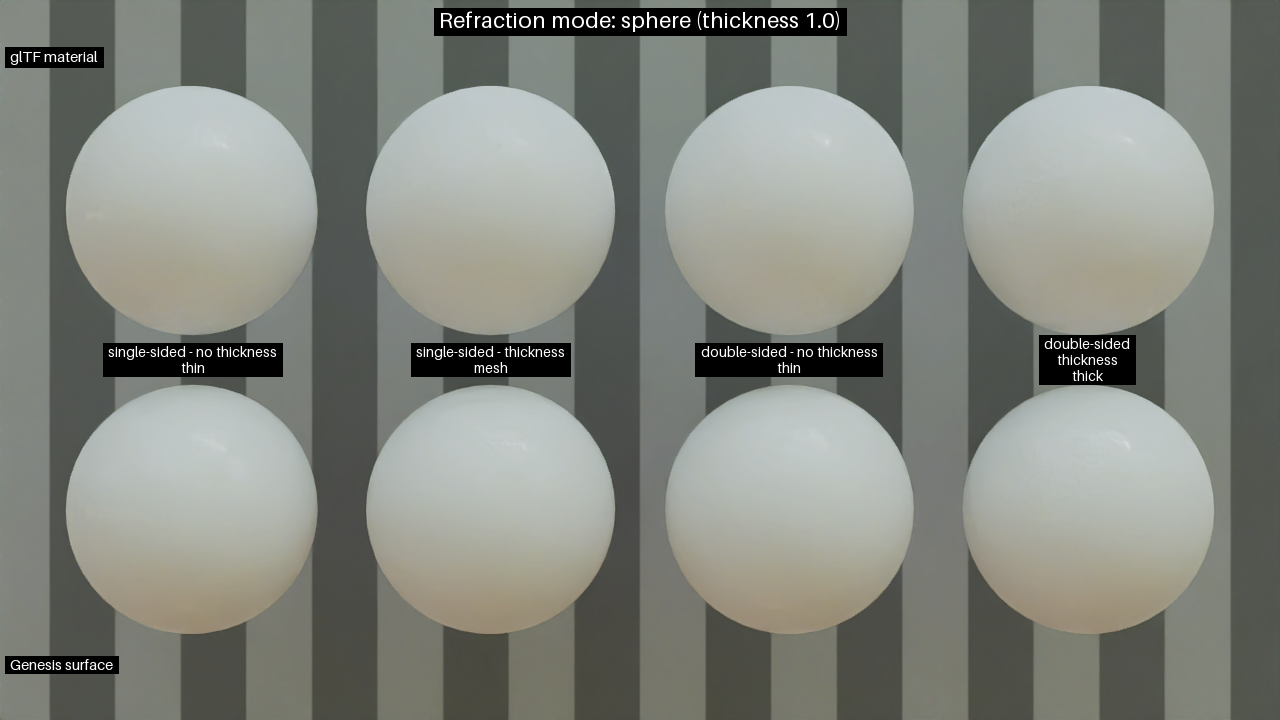 Refraction mode: sphere (thickness 1.0)
glTF material
single-sided - no thickness
thin
single-sided - thickness
mesh
double-sided - no thickness
thin
double-sided
thickness
thick
Genesis surface